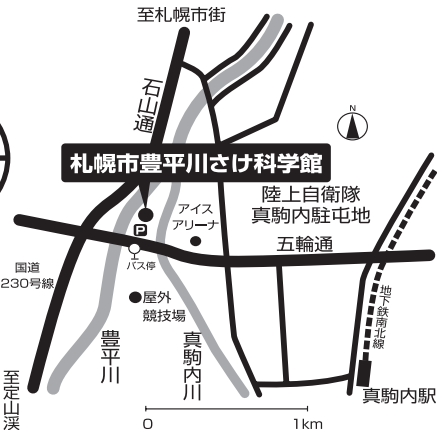 至札幌市街
石山通
N
札幌市豊平川さけ科学館
陸上自衛隊
真駒内駐屯地
アイス
アリーナ
P
五輪通
バス停
国道
230号線
屋外
競技場
地下鉄南北線
豊平川
真駒内川
至定山渓
真駒内駅
0
1km